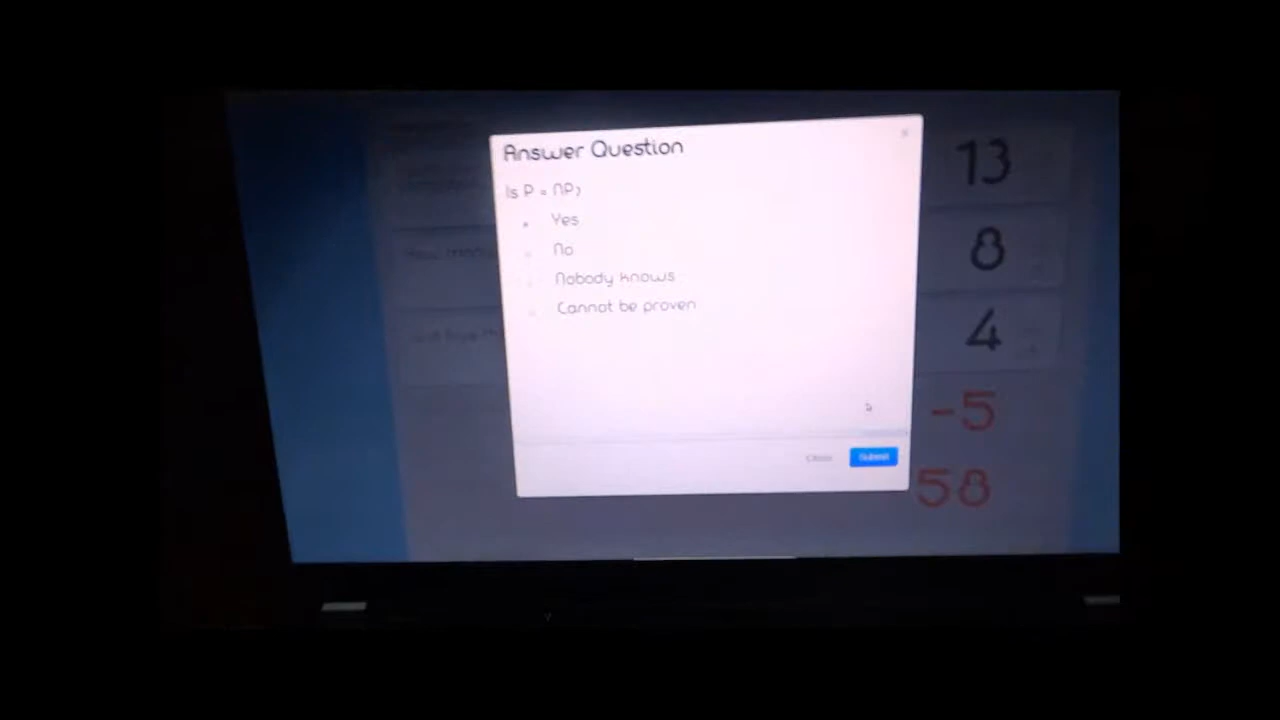 Answer Question
Is P = NP?
Yes
No
Nobody knows
Cannot be proven
Close
Submit
13
8
4
-5
58